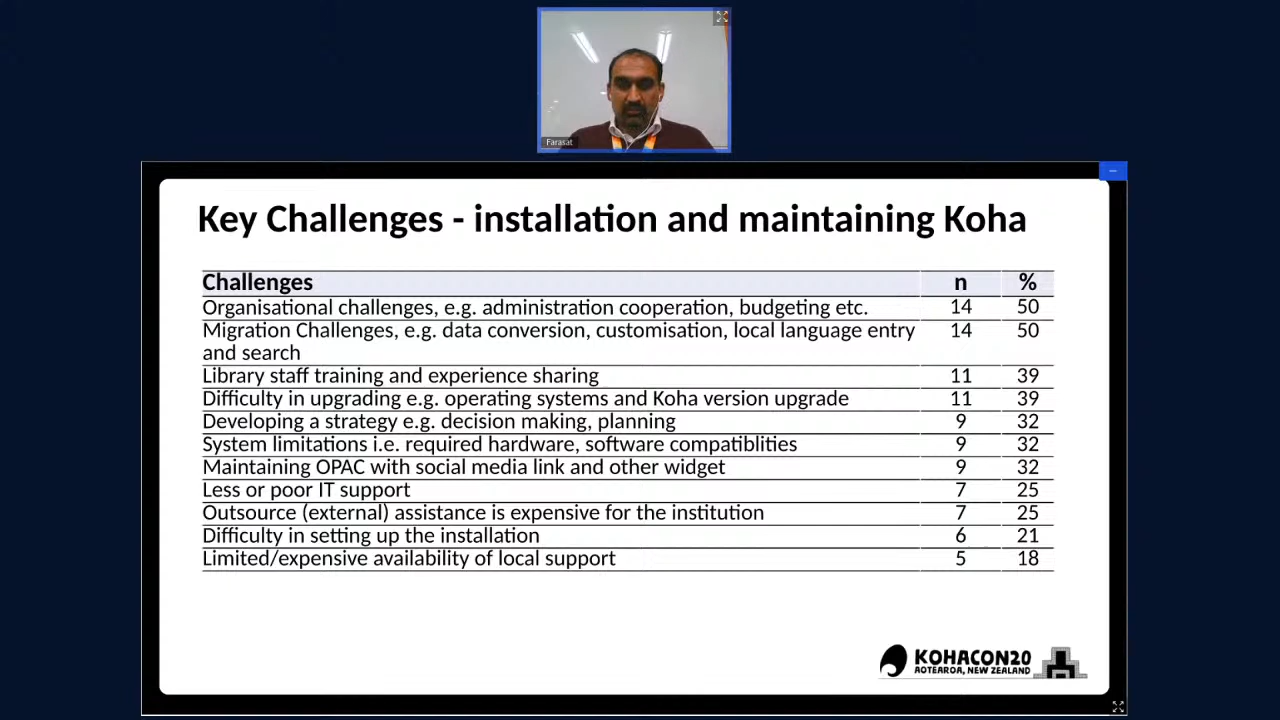 Farasat
Key Challenges - installation and maintaining Koha
Challenges n %
Organisational challenges, e.g. administration cooperation, budgeting etc. 14 50
Migration Challenges, e.g. data conversion, customisation, local language entry 14 50
and search
Library staff training and experience sharing 11 39
Difficulty in upgrading e.g. operating systems and Koha version upgrade 11 39
Developing a strategy e.g. decision making, planning 9 32
System limitations i.e. required hardware, software compatiblities 9 32
Maintaining OPAC with social media link and other widget 9 32
Less or poor IT support 7 25
Outsource (external) assistance is expensive for the institution 7 25
Difficulty in setting up the installation 6 21
Limited/expensive availability of local support 5 18
KOHACON20
AOTEAROA, NEW ZEALAND